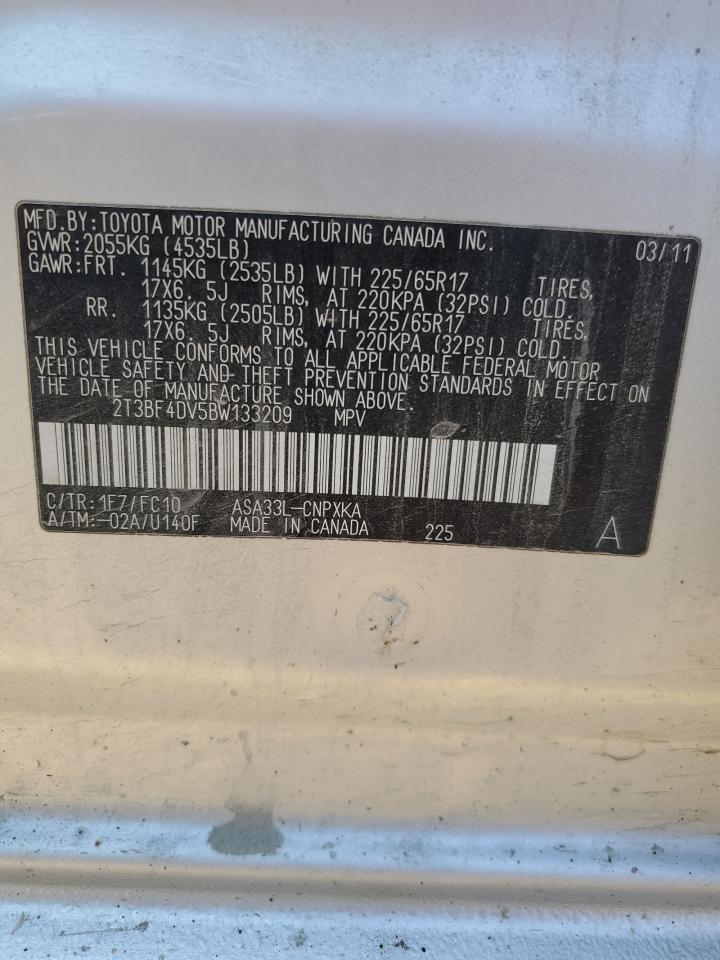 MFD.BY:TOYOTA MOTOR MANUFACTURING CANADA INC. 03/11
GVWR:2055KG (4535LB)
GAWR:FRT. 1145KG (2535LB) WITH 225/65R17 TIRES,
17X6. 5J RIMS, AT 220KPA (32PSI) COLD.
RR. 1135KG (2505LB) WITH 225/65R17 TIRES,
17X6. 5J RIMS, AT 220KPA (32PSI) COLD.
THIS VEHICLE CONFORMS TO ALL APPLICABLE FEDERAL MOTOR
VEHICLE SAFETY AND THEFT PREVENTION STANDARDS IN EFFECT ON
THE DATE OF MANUFACTURE SHOWN ABOVE.
2T3BF4DV5BW133209 MPV
C/TR:1F7/FC10 ASA33L-CNPXKA
A/TM:-02A/U140F MADE IN CANADA 225 A